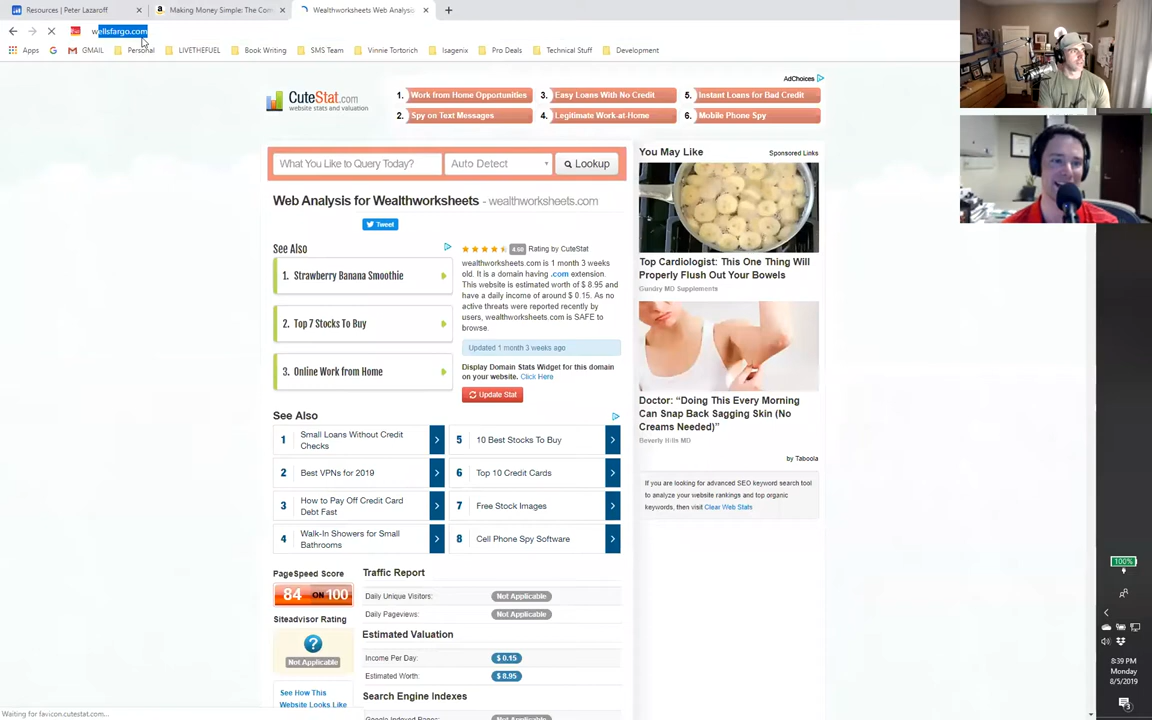 Resources | Peter Lazaroff
Making Money Simple: The Com
Wealthworksheets Web Analysis
wellsfargo.com
Apps
GMAIL
Personal
LIVETHEFUEL
Book Writing
SMS Team
Vinnie Tortorich
Isagenix
Pro Deals
Technical Stuff
Development
AdChoices
CuteStat.com
website stats and valuation
1. Work from Home Opportunities
3. Easy Loans With No Credit
5. Instant Loans for Bad Credit
2. Spy on Text Messages
4. Legitimate Work-at-Home
6. Mobile Phone Spy
What You Like to Query Today?
Auto Detect
Lookup
Web Analysis for Wealthworksheets - wealthworksheets.com
Tweet
See Also
1. Strawberry Banana Smoothie
2. Top 7 Stocks To Buy
3. Online Work from Home
4.50 Rating by CuteStat
wealthworksheets.com is 1 month 3 weeks
old. It is a domain having .com extension.
This website is estimated worth of $ 8.95 and
have a daily income of around $ 0.15. As no
active threats were reported recently by
users, wealthworksheets.com is SAFE to
browse.
Updated 1 month 3 weeks ago
Display Domain Stats Widget for this domain
on your website. Click Here
Update Stat
See Also
1 Small Loans Without Credit
Checks
2 Best VPNs for 2019
3 How to Pay Off Credit Card
Debt Fast
4 Walk-In Showers for Small
Bathrooms
5 10 Best Stocks To Buy
6 Top 10 Credit Cards
7 Free Stock Images
8 Cell Phone Spy Software
PageSpeed Score
84 ON 100
Siteadvisor Rating
Not Applicable
See How This
Website Looks Like
Traffic Report
Daily Unique Visitors: Not Applicable
Daily Pageviews: Not Applicable
Estimated Valuation
Income Per Day: $ 0.15
Estimated Worth: $ 8.95
Search Engine Indexes
You May Like
Sponsored Links
Top Cardiologist: This One Thing Will
Properly Flush Out Your Bowels
Gundry MD Supplements
Doctor: “Doing This Every Morning
Can Snap Back Sagging Skin (No
Creams Needed)”
Beverly Hills MD
by Taboola
If you are looking for advanced SEO keyword search tool
to analyze your website rankings and top organic
keywords, then visit Clear Web Stats
Waiting for favicon.cutestat.com...
100%
8:39 PM
Monday
8/5/2019